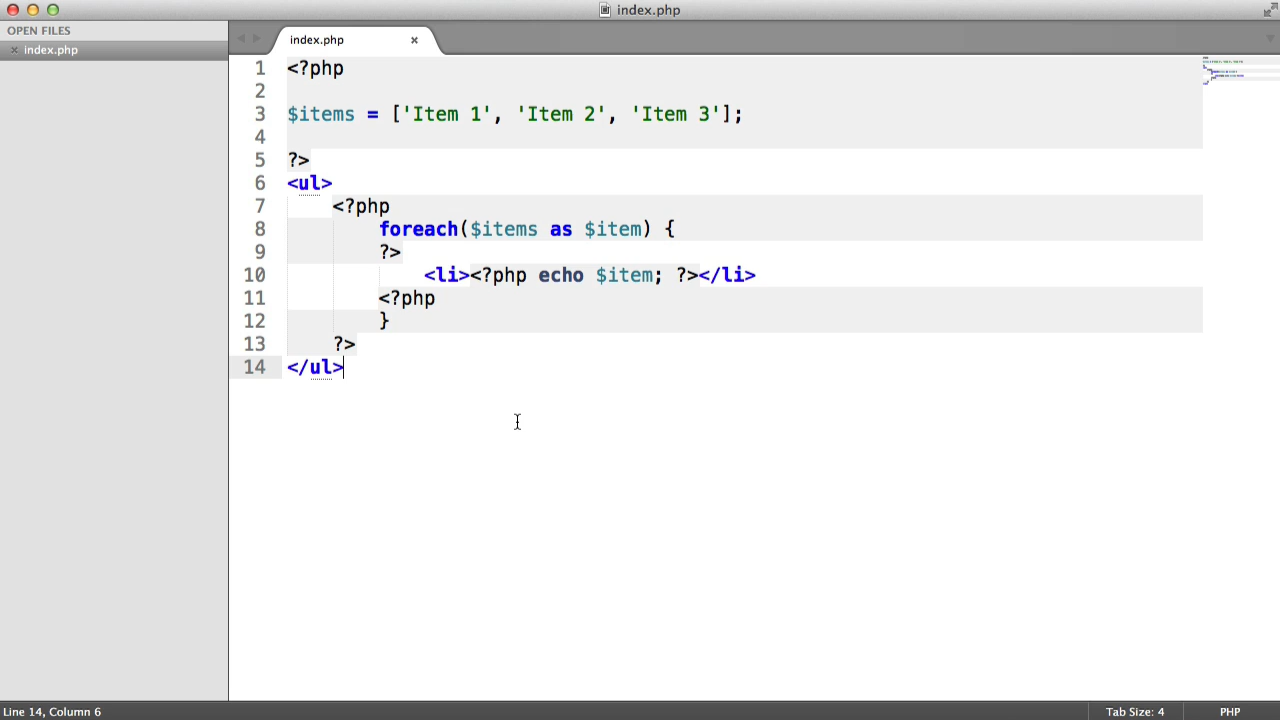 index.php
OPEN FILES
× index.php
index.php ×
1 <?php
2
3 $items = ['Item 1', 'Item 2', 'Item 3'];
4
5 ?>
6 <ul>
7     <?php
8         foreach($items as $item) {
9         ?>
10             <li><?php echo $item; ?></li>
11         <?php
12         }
13     ?>
14 </ul>
Line 14, Column 6 Tab Size: 4 PHP